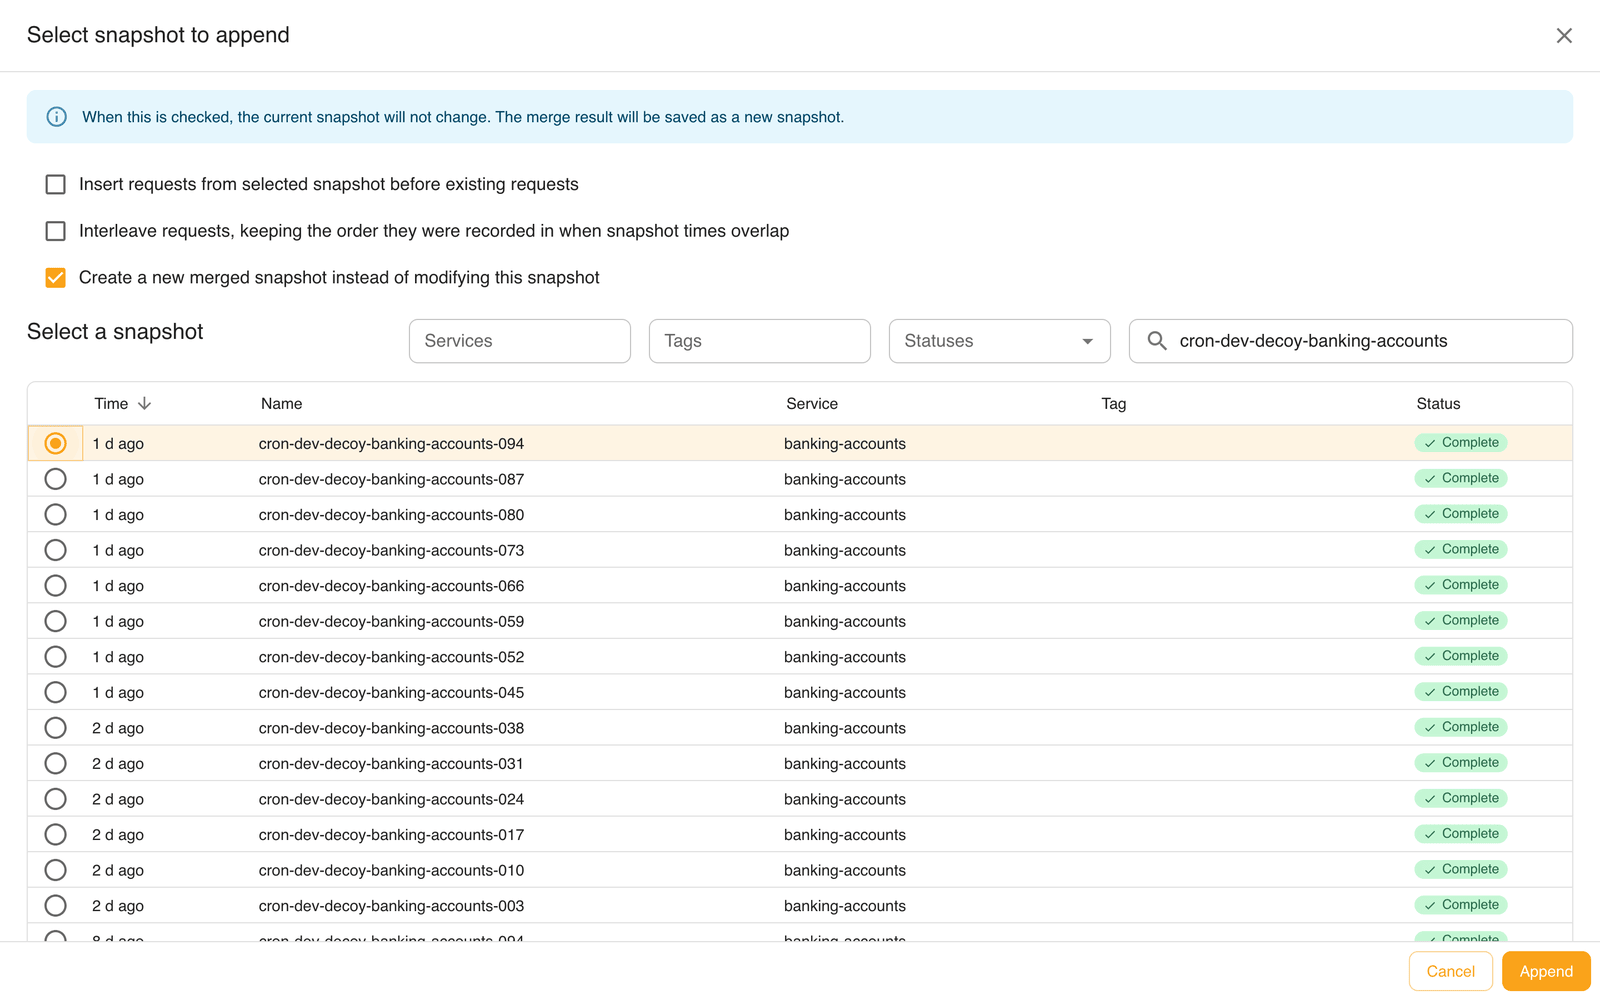 Select snapshot to append
When this is checked, the current snapshot will not change. The merge result will be saved as a new snapshot.
Insert requests from selected snapshot before existing requests
Interleave requests, keeping the order they were recorded in when snapshot times overlap
Create a new merged snapshot instead of modifying this snapshot
Select a snapshot Services Tags Statuses cron-dev-decoy-banking-accounts
Time Name Service Tag Status
1 d ago cron-dev-decoy-banking-accounts-094 banking-accounts Complete
1 d ago cron-dev-decoy-banking-accounts-087 banking-accounts Complete
1 d ago cron-dev-decoy-banking-accounts-080 banking-accounts Complete
1 d ago cron-dev-decoy-banking-accounts-073 banking-accounts Complete
1 d ago cron-dev-decoy-banking-accounts-066 banking-accounts Complete
1 d ago cron-dev-decoy-banking-accounts-059 banking-accounts Complete
1 d ago cron-dev-decoy-banking-accounts-052 banking-accounts Complete
1 d ago cron-dev-decoy-banking-accounts-045 banking-accounts Complete
2 d ago cron-dev-decoy-banking-accounts-038 banking-accounts Complete
2 d ago cron-dev-decoy-banking-accounts-031 banking-accounts Complete
2 d ago cron-dev-decoy-banking-accounts-024 banking-accounts Complete
2 d ago cron-dev-decoy-banking-accounts-017 banking-accounts Complete
2 d ago cron-dev-decoy-banking-accounts-010 banking-accounts Complete
2 d ago cron-dev-decoy-banking-accounts-003 banking-accounts Complete
8 d ago cron-dev-decoy-banking-accounts-094 banking-accounts Complete
Cancel Append